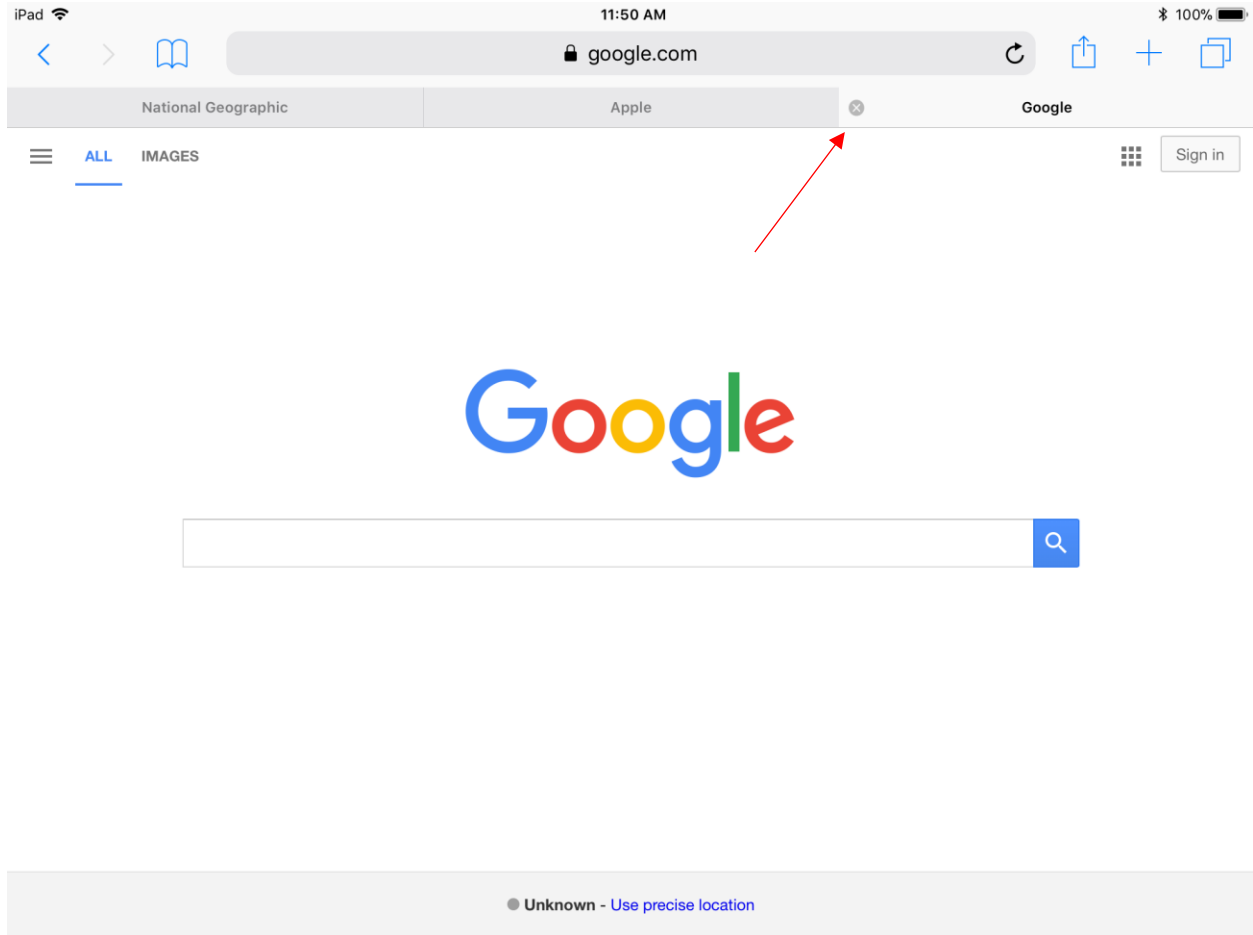 iPad 11:50 AM 100%
google.com
National Geographic Apple Google
ALL IMAGES Sign in
Google
Unknown - Use precise location